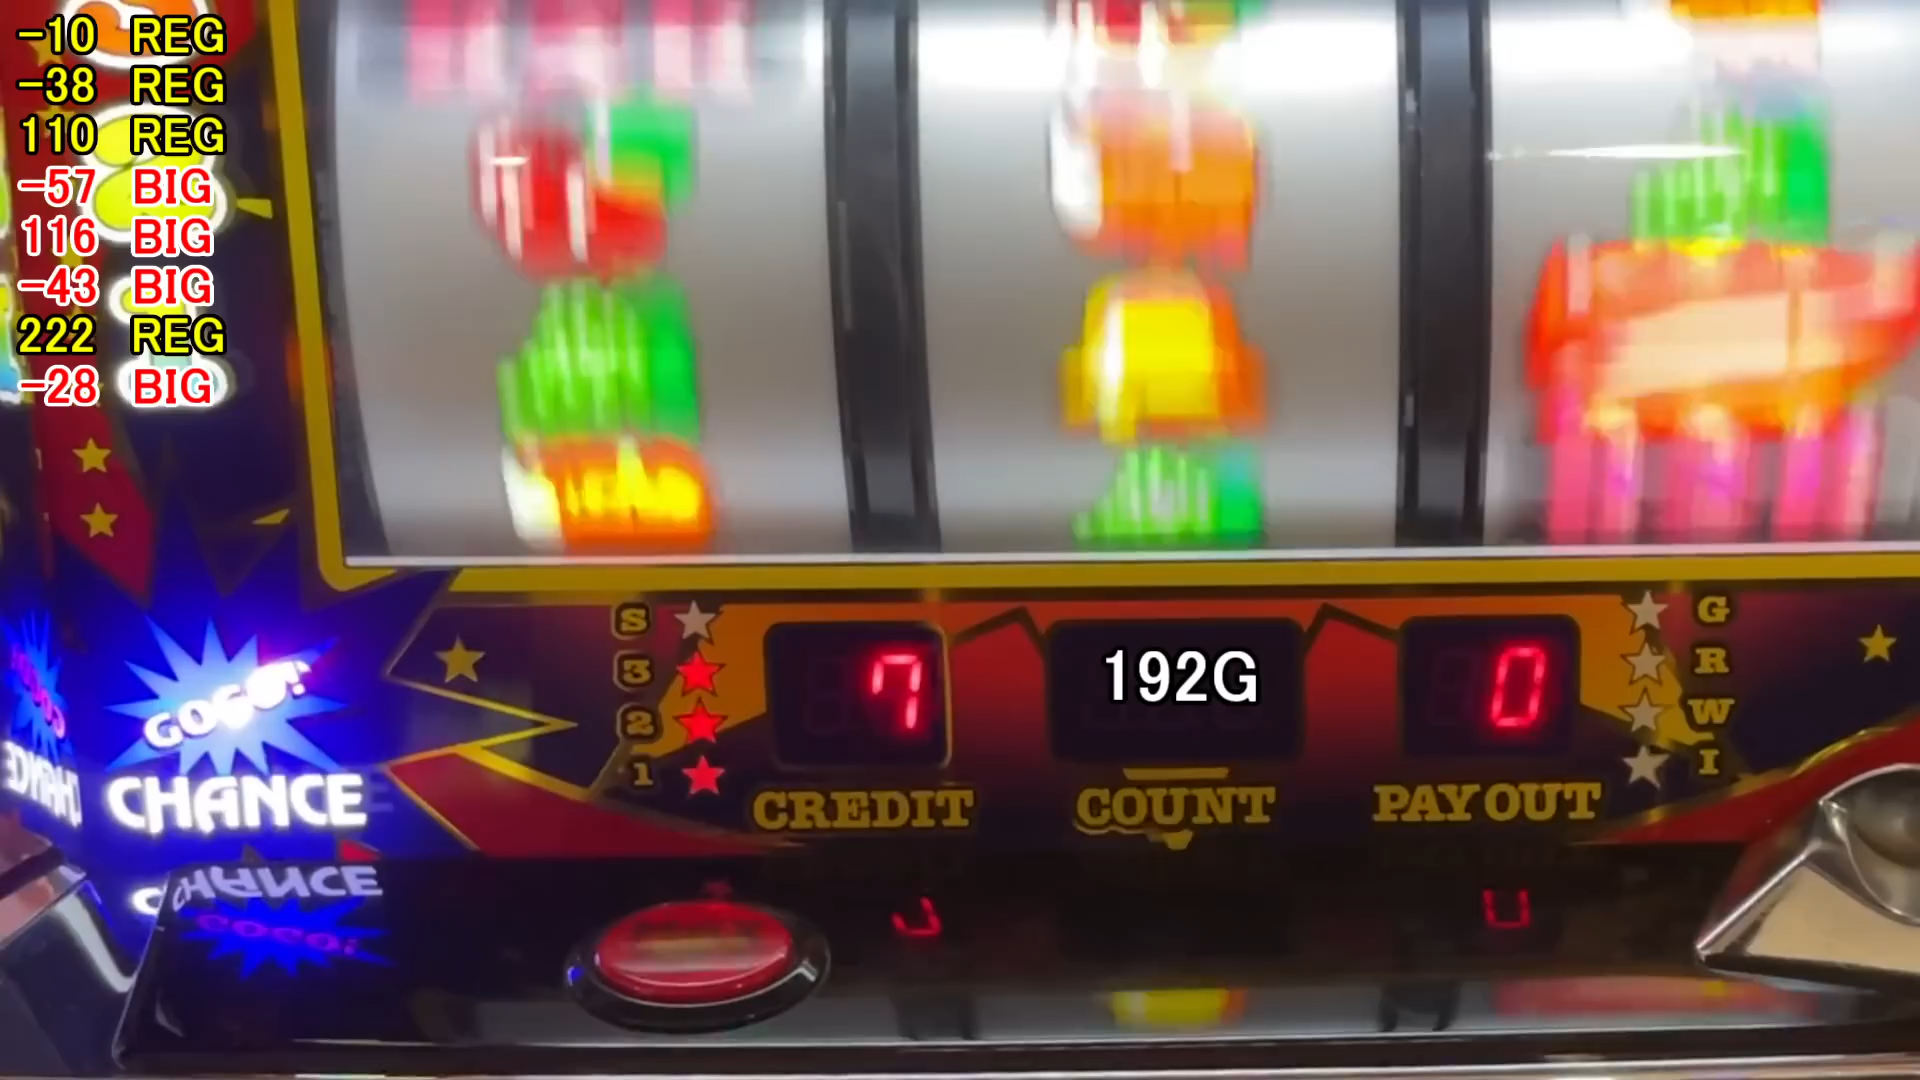 -10 REG
-38 REG
110 REG
-57 BIG
116 BIG
-43 BIG
222 REG
-28 BIG
GOGO!
CHANCE
S
3
2
1
7
192G
0
G
R
W
I
CREDIT
COUNT
PAY OUT